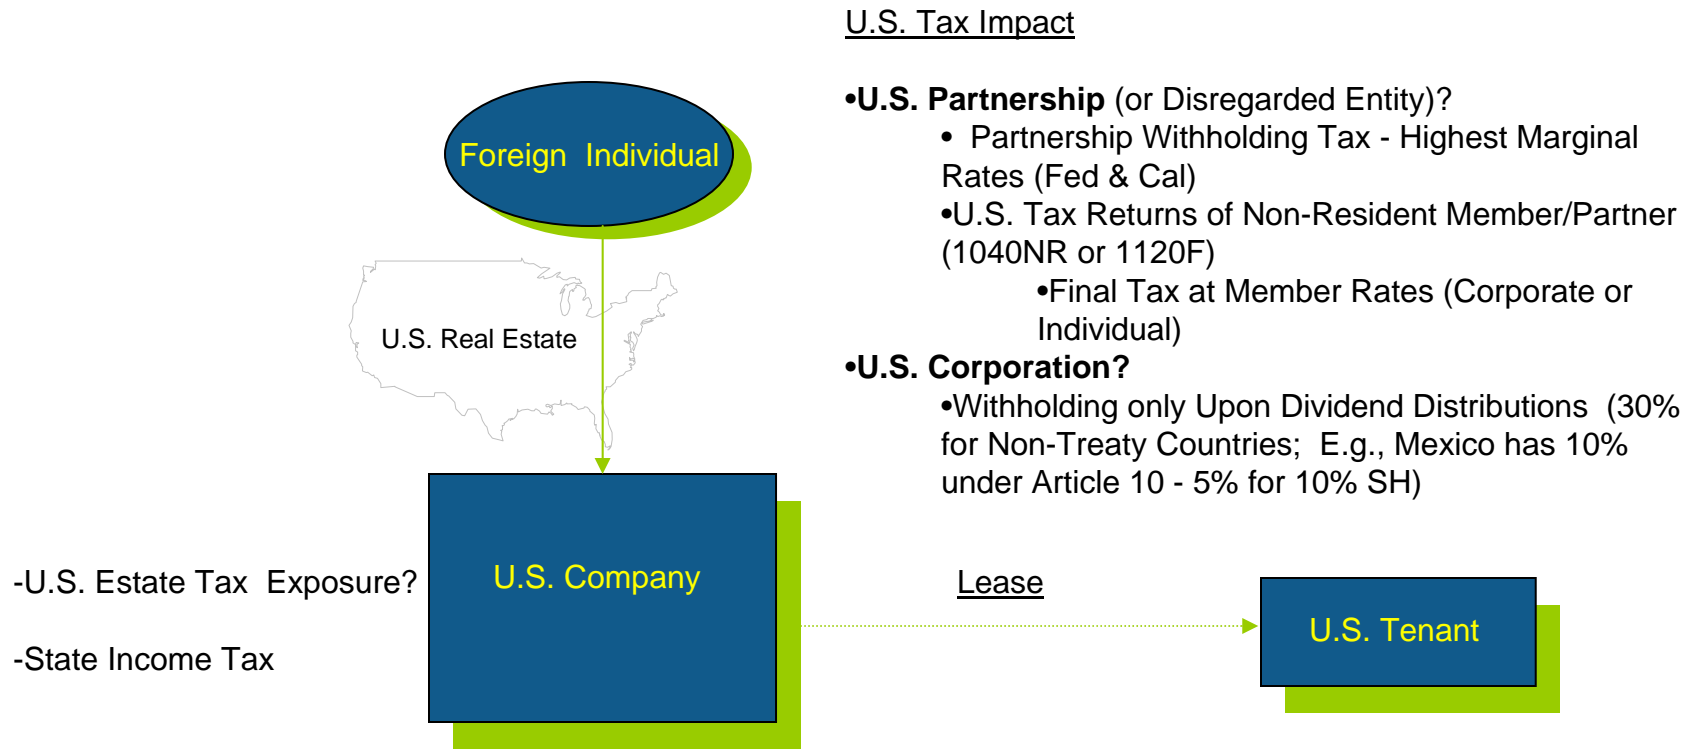 U.S. Tax Impact
•U.S. Partnership (or Disregarded Entity)?
• Partnership Withholding Tax - Highest Marginal
Rates (Fed & Cal)
•U.S. Tax Returns of Non-Resident Member/Partner
(1040NR or 1120F)
•Final Tax at Member Rates (Corporate or
Individual)
•U.S. Corporation?
•Withholding only Upon Dividend Distributions (30%
for Non-Treaty Countries; E.g., Mexico has 10%
under Article 10 - 5% for 10% SH)
Foreign Individual
U.S. Real Estate
U.S. Company
-U.S. Estate Tax Exposure?
-State Income Tax
Lease
U.S. Tenant